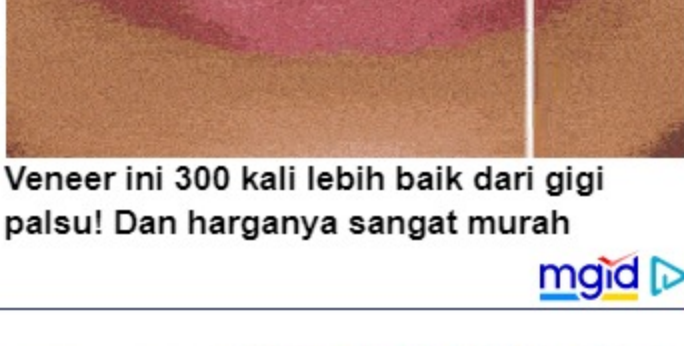 Veneer ini 300 kali lebih baik dari gigi
palsu! Dan harganya sangat murah
mgid